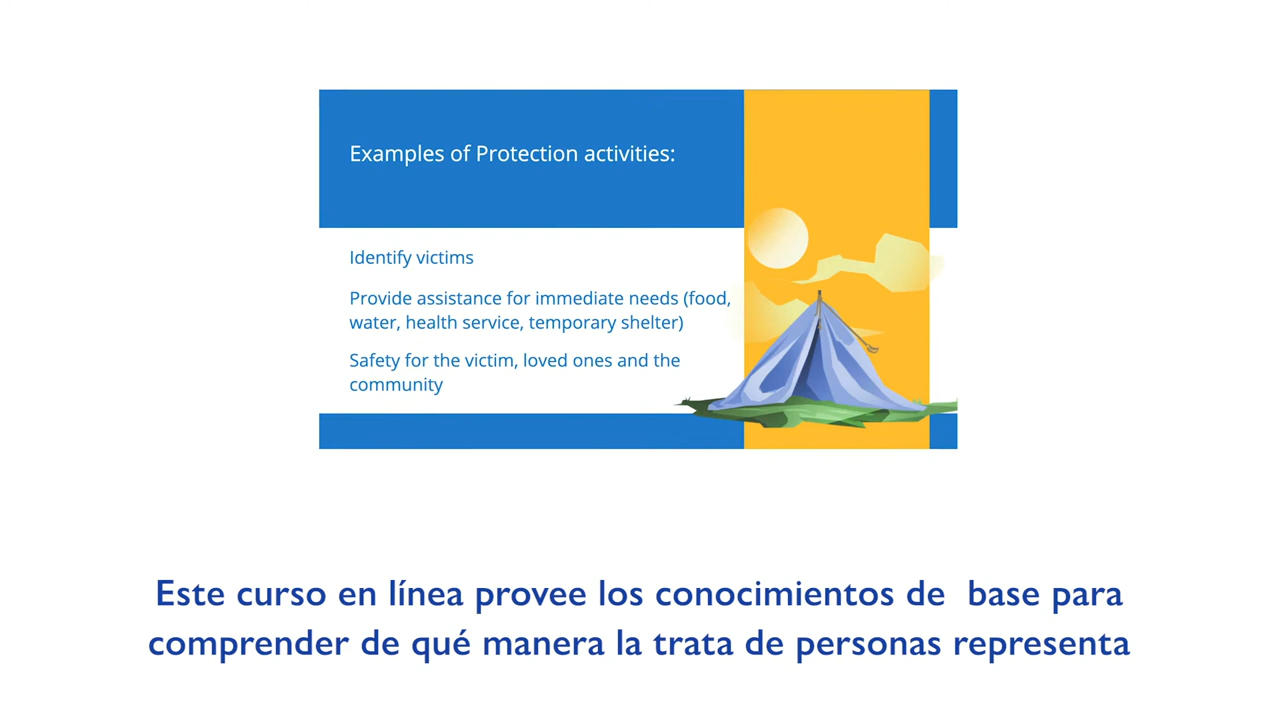 Examples of Protection activities:
Identify victims
Provide assistance for immediate needs (food,
water, health service, temporary shelter)
Safety for the victim, loved ones and the
community
Este curso en línea provee los conocimientos de  base para
comprender de qué manera la trata de personas representa